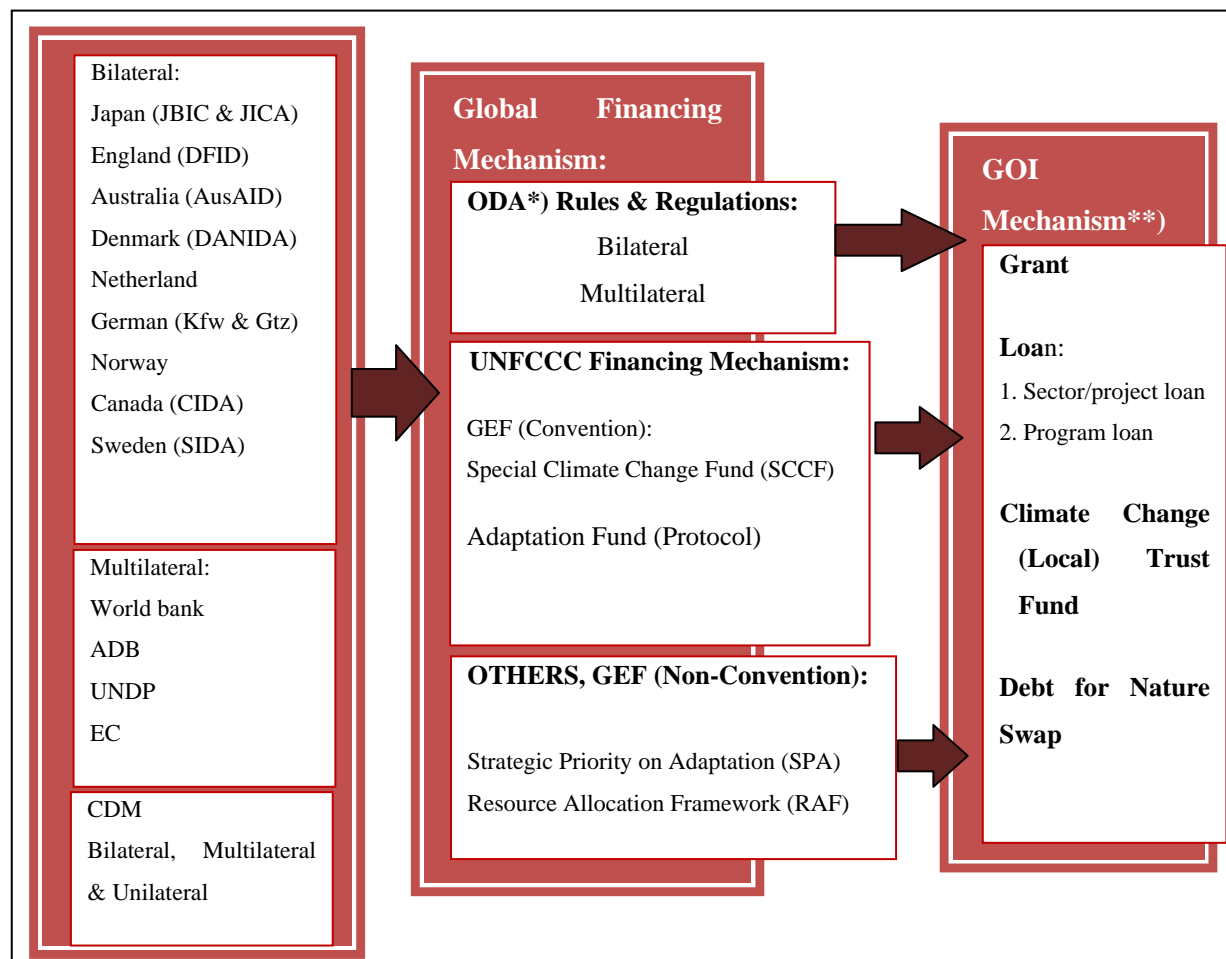 Bilateral:
Japan (JBIC & JICA)
England (DFID)
Australia (AusAID)
Denmark (DANIDA)
Netherland
German (Kfw & Gtz)
Norway
Canada (CIDA)
Sweden (SIDA)
Multilateral:
World bank
ADB
UNDP
EC
CDM
Bilateral, Multilateral
& Unilateral
Global Financing
Mechanism:
ODA*) Rules & Regulations:
Bilateral
Multilateral
UNFCCC Financing Mechanism:
GEF (Convention):
Special Climate Change Fund (SCCF)
Adaptation Fund (Protocol)
OTHERS, GEF (Non-Convention):
Strategic Priority on Adaptation (SPA)
Resource Allocation Framework (RAF)
GOI
Mechanism**)
Grant
Loan:
1. Sector/project loan
2. Program loan
Climate Change
(Local) Trust
Fund
Debt for Nature
Swap